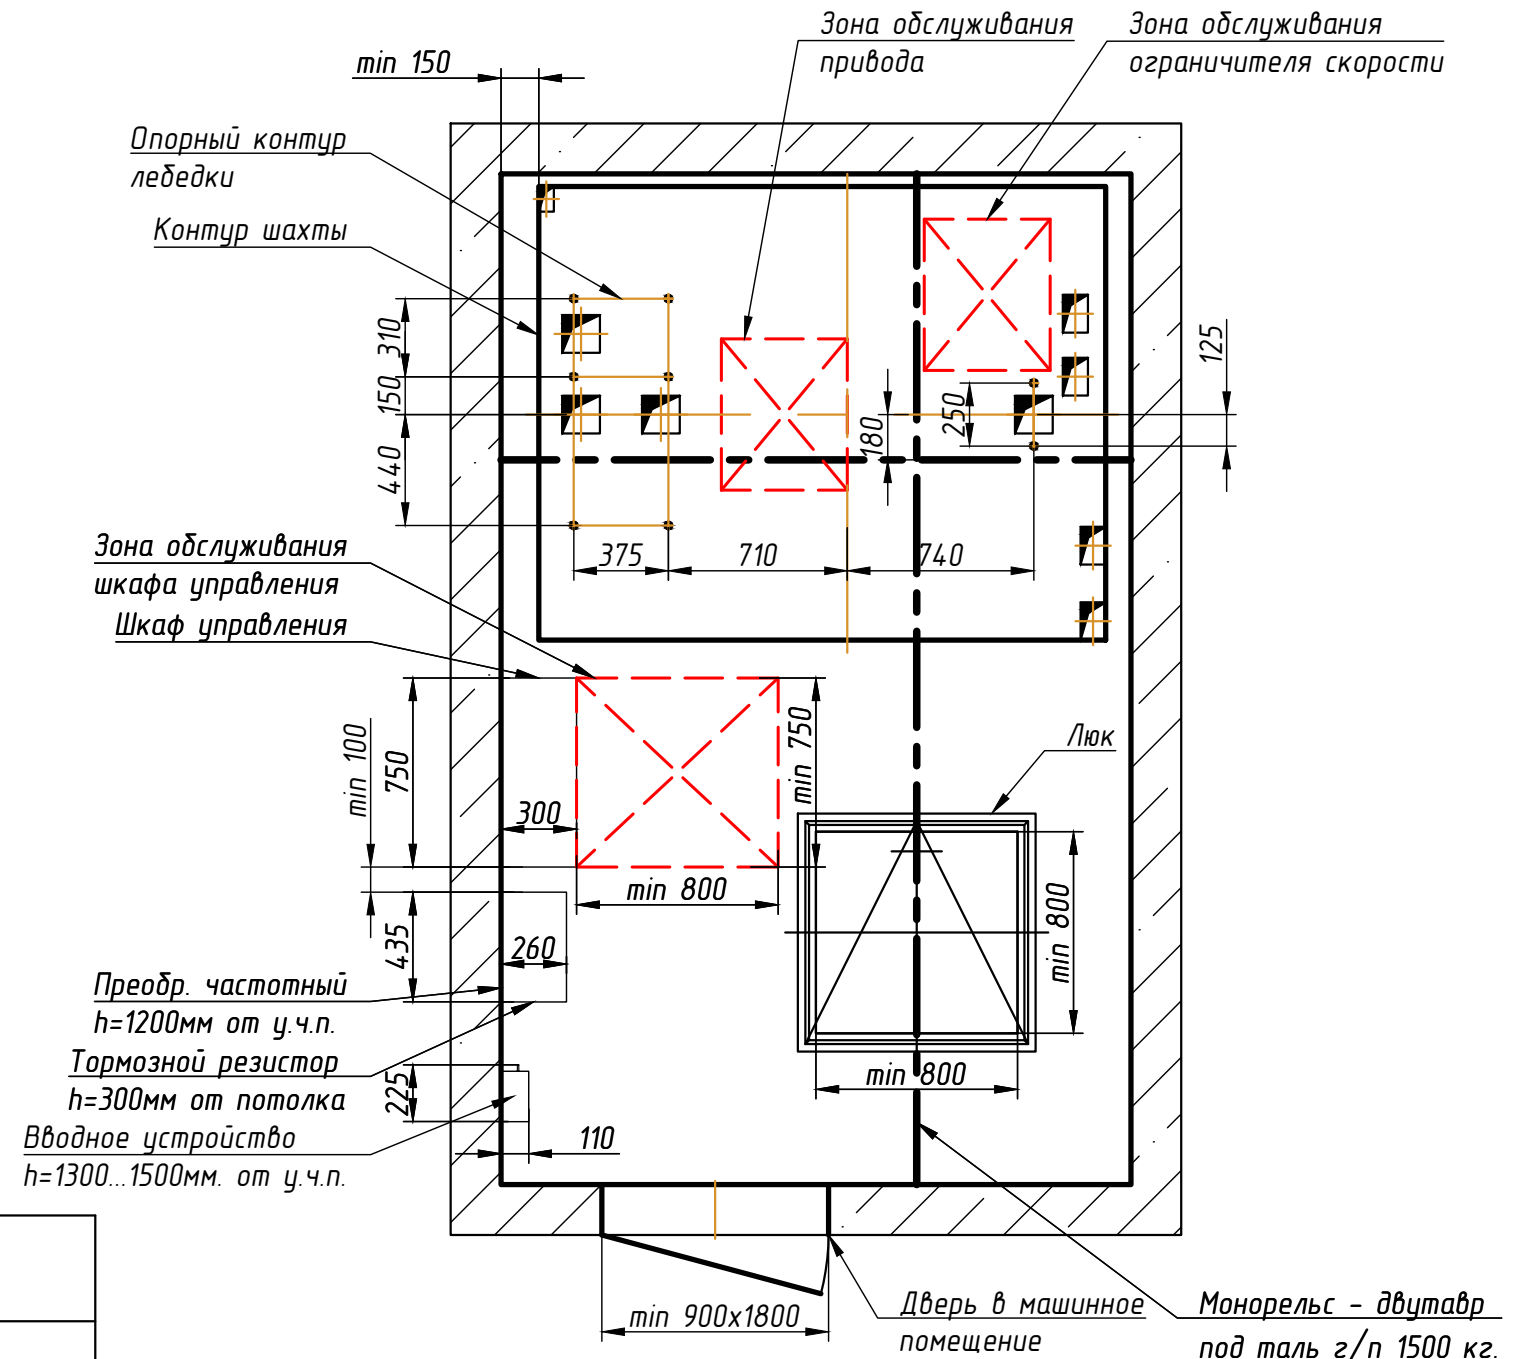 Зона обслуживания
привода
Зона обслуживания
ограничителя скорости
min 150
Опорный контур
лебедки
Контур шахты
310
150
440
125
250
180
375
710
740
Зона обслуживания
шкафа управления
Шкаф управления
min 100
750
300
min 750
min 800
Люк
435
260
min 800
min 800
Преобр. частотный
h=1200мм от у.ч.п.
Тормозной резистор
h=300мм от потолка
225
Вводное устройство
h=1300...1500мм. от у.ч.п.
110
min 900x1800
Дверь в машинное
помещение
Монорельс - двутавр
под таль г/п 1500 кг.